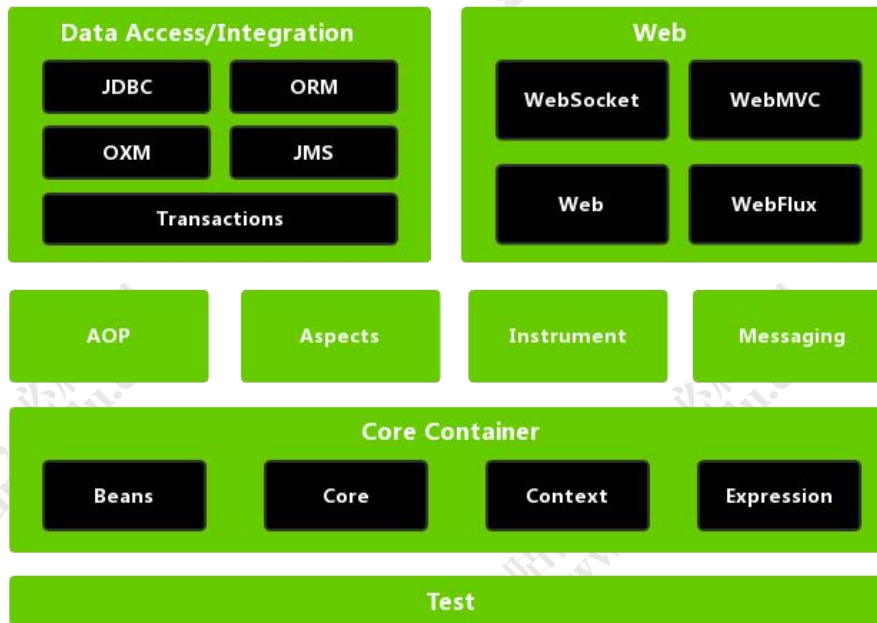 Data Access/Integration
JDBC
ORM
OXM
JMS
Transactions
Web
WebSocket
WebMVC
Web
WebFlux
AOP
Aspects
Instrument
Messaging
Core Container
Beans
Core
Context
Expression
Test